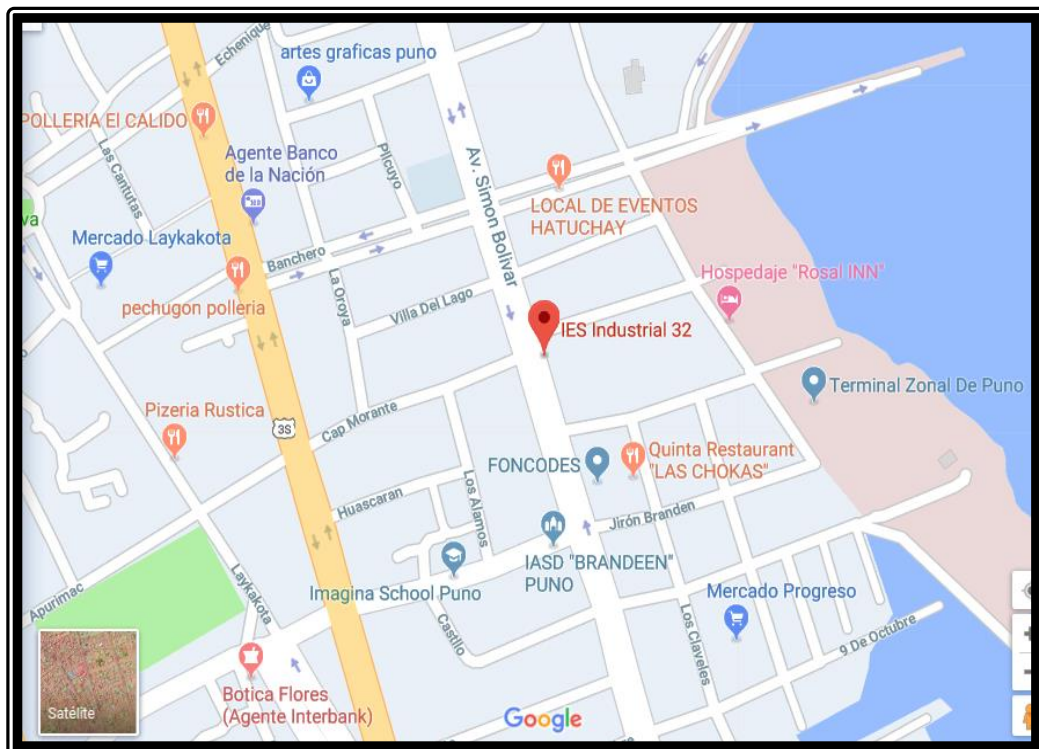 Echenique
artes graficas puno
POLLERIA El CALIDO
Las Cantutas
Pilcuyo
Av. Simon Bolivar
Agente Banco
de la Nación
LOCAL DE EVENTOS
HATUCHAY
va
Mercado Laykakota
Banchero
La Oroya
Hospedaje "Rosal INN"
pechugon polleria
Villa Del Lago
IES Industrial 32
Terminal Zonal De Puno
Pizeria Rustica
3S
Cap Morante
Quinta Restaurant
"LAS CHOKAS"
FONCODES
Huascaran
Los Alamos
Jirón Branden
IASD "BRANDEEN"
PUNO
Imagina School Puno
Mercado Progreso
Apurimac
Laykakota
Castllo
Los Claveles
9 De Octubre
Botica Flores
(Agente Interbank)
Satélite
Google